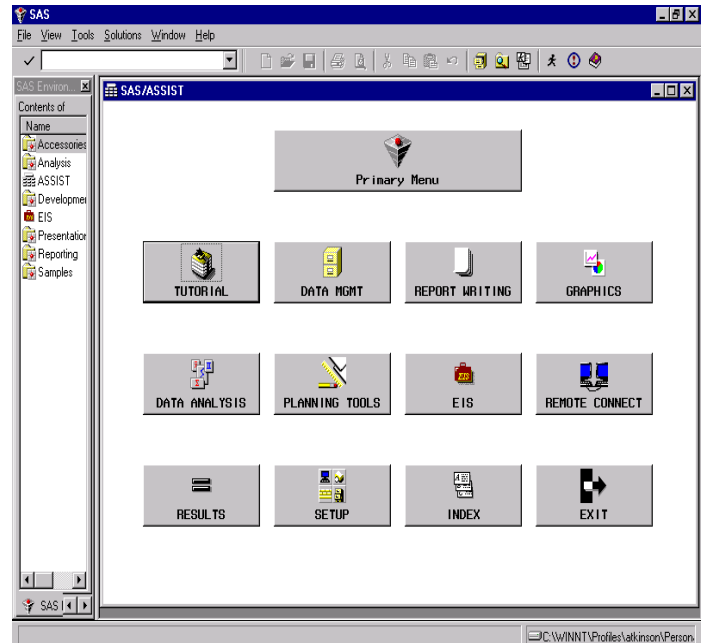 SAS
File View Tools Solutions Window Help
SAS Environ...
Contents of
Name
Accessories
Analysis
ASSIST
Developmen
EIS
Presentation
Reporting
Samples
SAS
SAS/ASSIST
Primary Menu
TUTORIAL DATA MGMT REPORT WRITING GRAPHICS
DATA ANALYSIS PLANNING TOOLS EIS REMOTE CONNECT
RESULTS SETUP INDEX EXIT
C:\WINNT\Profiles\atkinson\Person